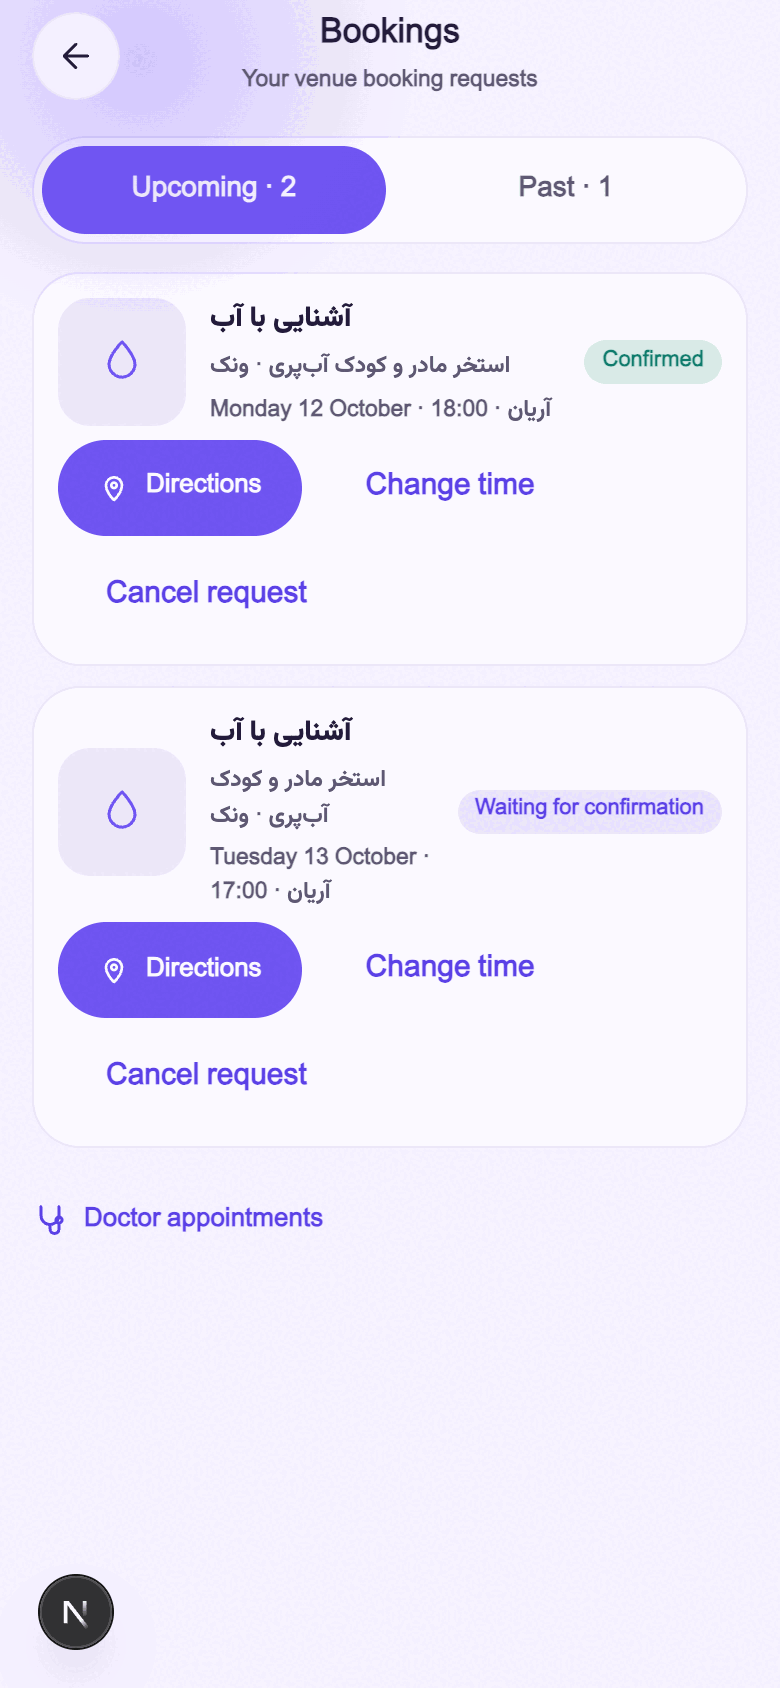 Bookings
Your venue booking requests
Upcoming · 2
Past · 1
آشنایی با آب
استخر مادر و کودک آب‌پری · ونک
Monday 12 October · 18:00 · آریان
Confirmed
Directions
Change time
Cancel request
آشنایی با آب
استخر مادر و کودک
آب‌پری · ونک
Tuesday 13 October ·
17:00 · آریان
Waiting for confirmation
Directions
Change time
Cancel request
Doctor appointments
N